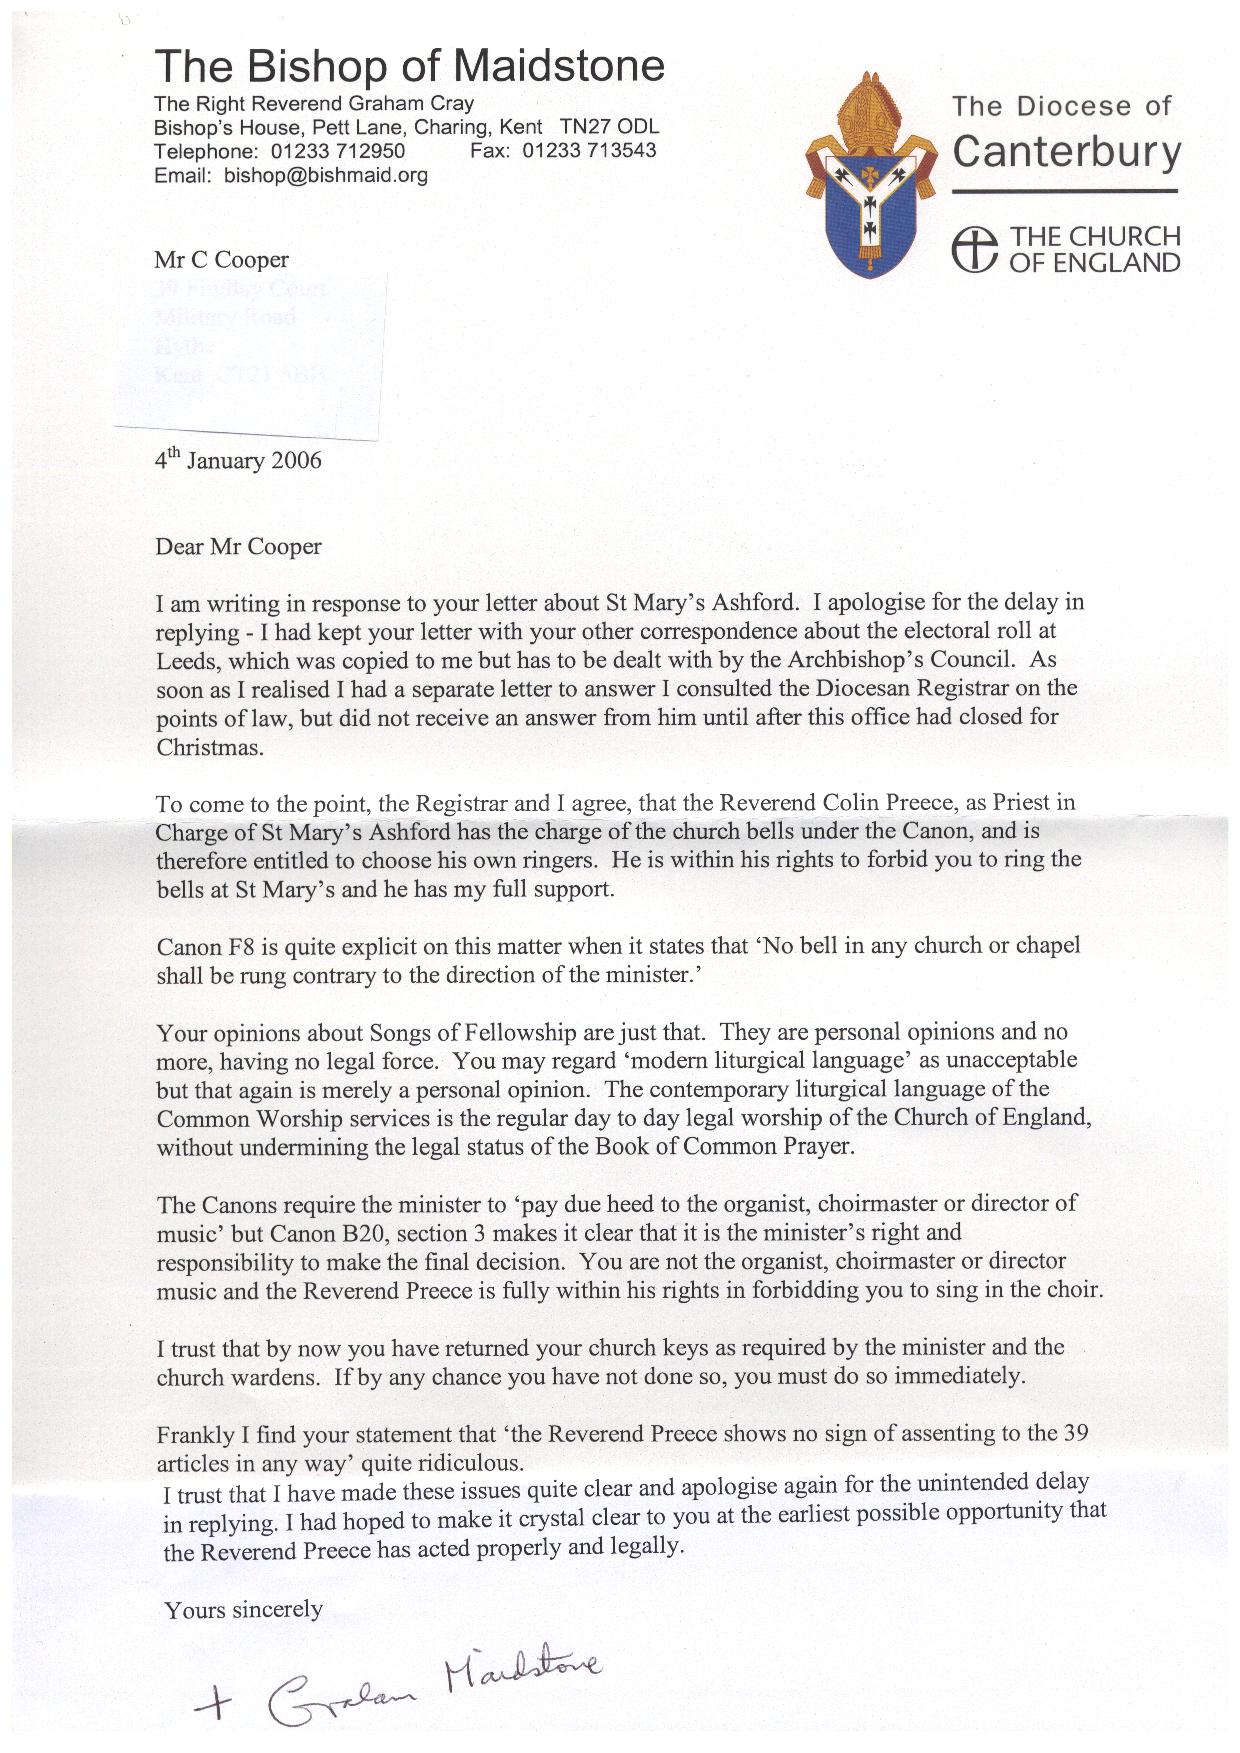 The Bishop of Maidstone
The Right Reverend Graham Cray
Bishop's House, Pett Lane, Charing, Kent TN27 ODL
Telephone: 01233 712950 Fax: 01233 713543
Email: bishop@bishmaid.org
The Diocese of
Canterbury
THE CHURCH
OF ENGLAND
Mr C Cooper
4th January 2006
Dear Mr Cooper
I am writing in response to your letter about St Mary's Ashford. I apologise for the delay in
replying - I had kept your letter with your other correspondence about the electoral roll at
Leeds, which was copied to me but has to be dealt with by the Archbishop's Council. As
soon as I realised I had a separate letter to answer I consulted the Diocesan Registrar on the
points of law, but did not receive an answer from him until after this office had closed for
Christmas.
To come to the point, the Registrar and I agree, that the Reverend Colin Preece, as Priest in
Charge of St Mary's Ashford has the charge of the church bells under the Canon, and is
therefore entitled to choose his own ringers. He is within his rights to forbid you to ring the
bells at St Mary's and he has my full support.
Canon F8 is quite explicit on this matter when it states that 'No bell in any church or chapel
shall be rung contrary to the direction of the minister.'
Your opinions about Songs of Fellowship are just that. They are personal opinions and no
more, having no legal force. You may regard 'modern liturgical language' as unacceptable
but that again is merely a personal opinion. The contemporary liturgical language of the
Common Worship services is the regular day to day legal worship of the Church of England,
without undermining the legal status of the Book of Common Prayer.
The Canons require the minister to 'pay due heed to the organist, choirmaster or director of
music' but Canon B20, section 3 makes it clear that it is the minister's right and
responsibility to make the final decision. You are not the organist, choirmaster or director
music and the Reverend Preece is fully within his rights in forbidding you to sing in the choir.
I trust that by now you have returned your church keys as required by the minister and the
church wardens. If by any chance you have not done so, you must do so immediately.
Frankly I find your statement that 'the Reverend Preece shows no sign of assenting to the 39
articles in any way' quite ridiculous.
I trust that I have made these issues quite clear and apologise again for the unintended delay
in replying. I had hoped to make it crystal clear to you at the earliest possible opportunity that
the Reverend Preece has acted properly and legally.
Yours sincerely
+ Graham Maidstone